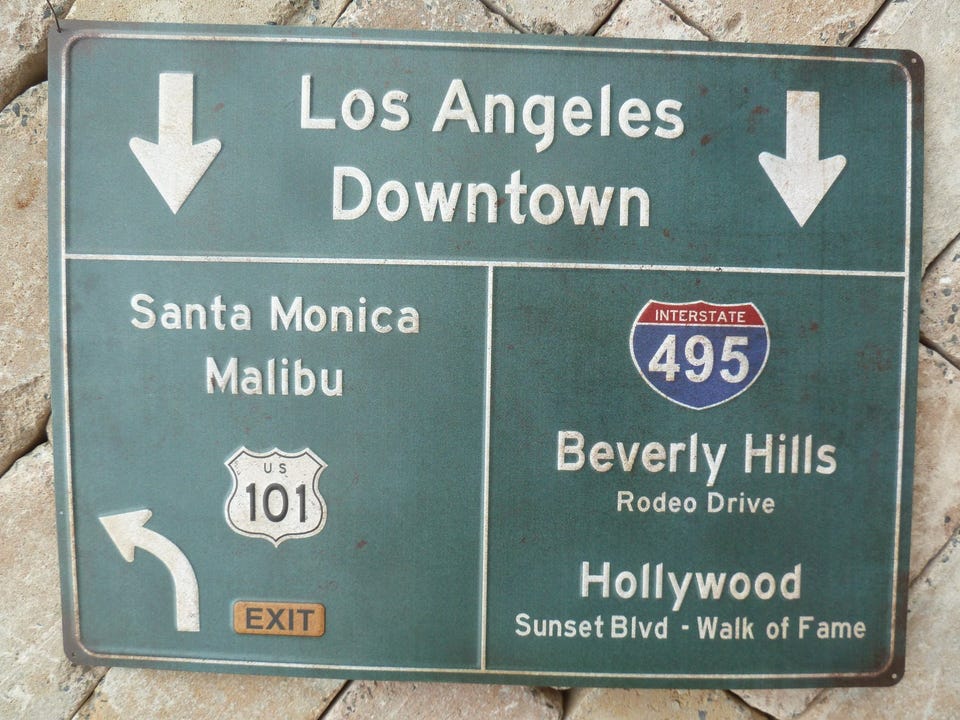 Los Angeles
Downtown
Santa Monica
Malibu
US
101
EXIT
INTERSTATE
495
Beverly Hills
Rodeo Drive
Hollywood
Sunset Blvd - Walk of Fame